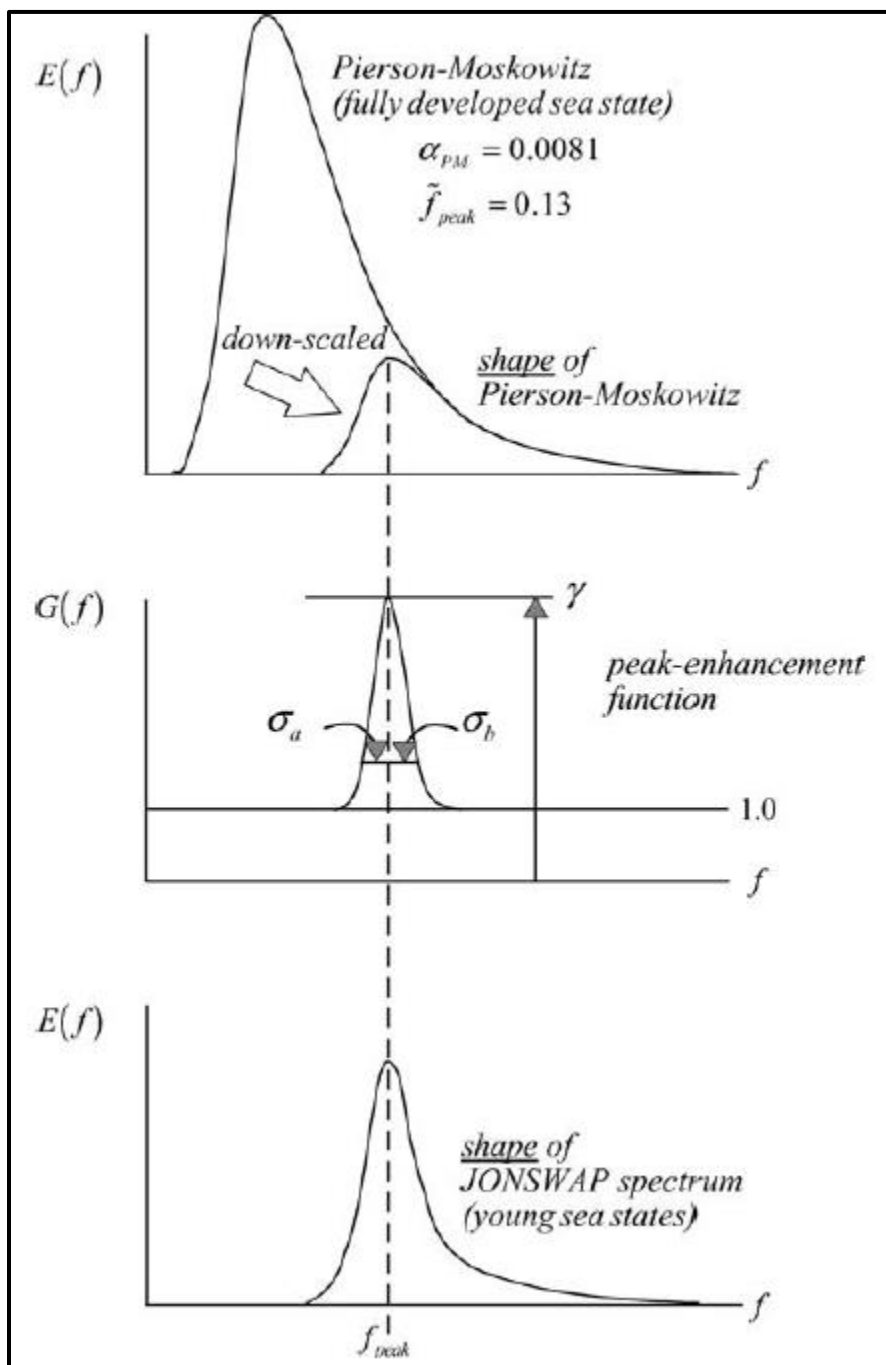 E(f)
Pierson-Moskowitz
(fully developed sea state)
α_PM = 0.0081
f̃_peak = 0.13
down-scaled
shape of
Pierson-Moskowitz
f
G(f)
γ
peak-enhancement
function
σ_a
σ_b
1.0
f
E(f)
shape of
JONSWAP spectrum
(young sea states)
f
f_peak